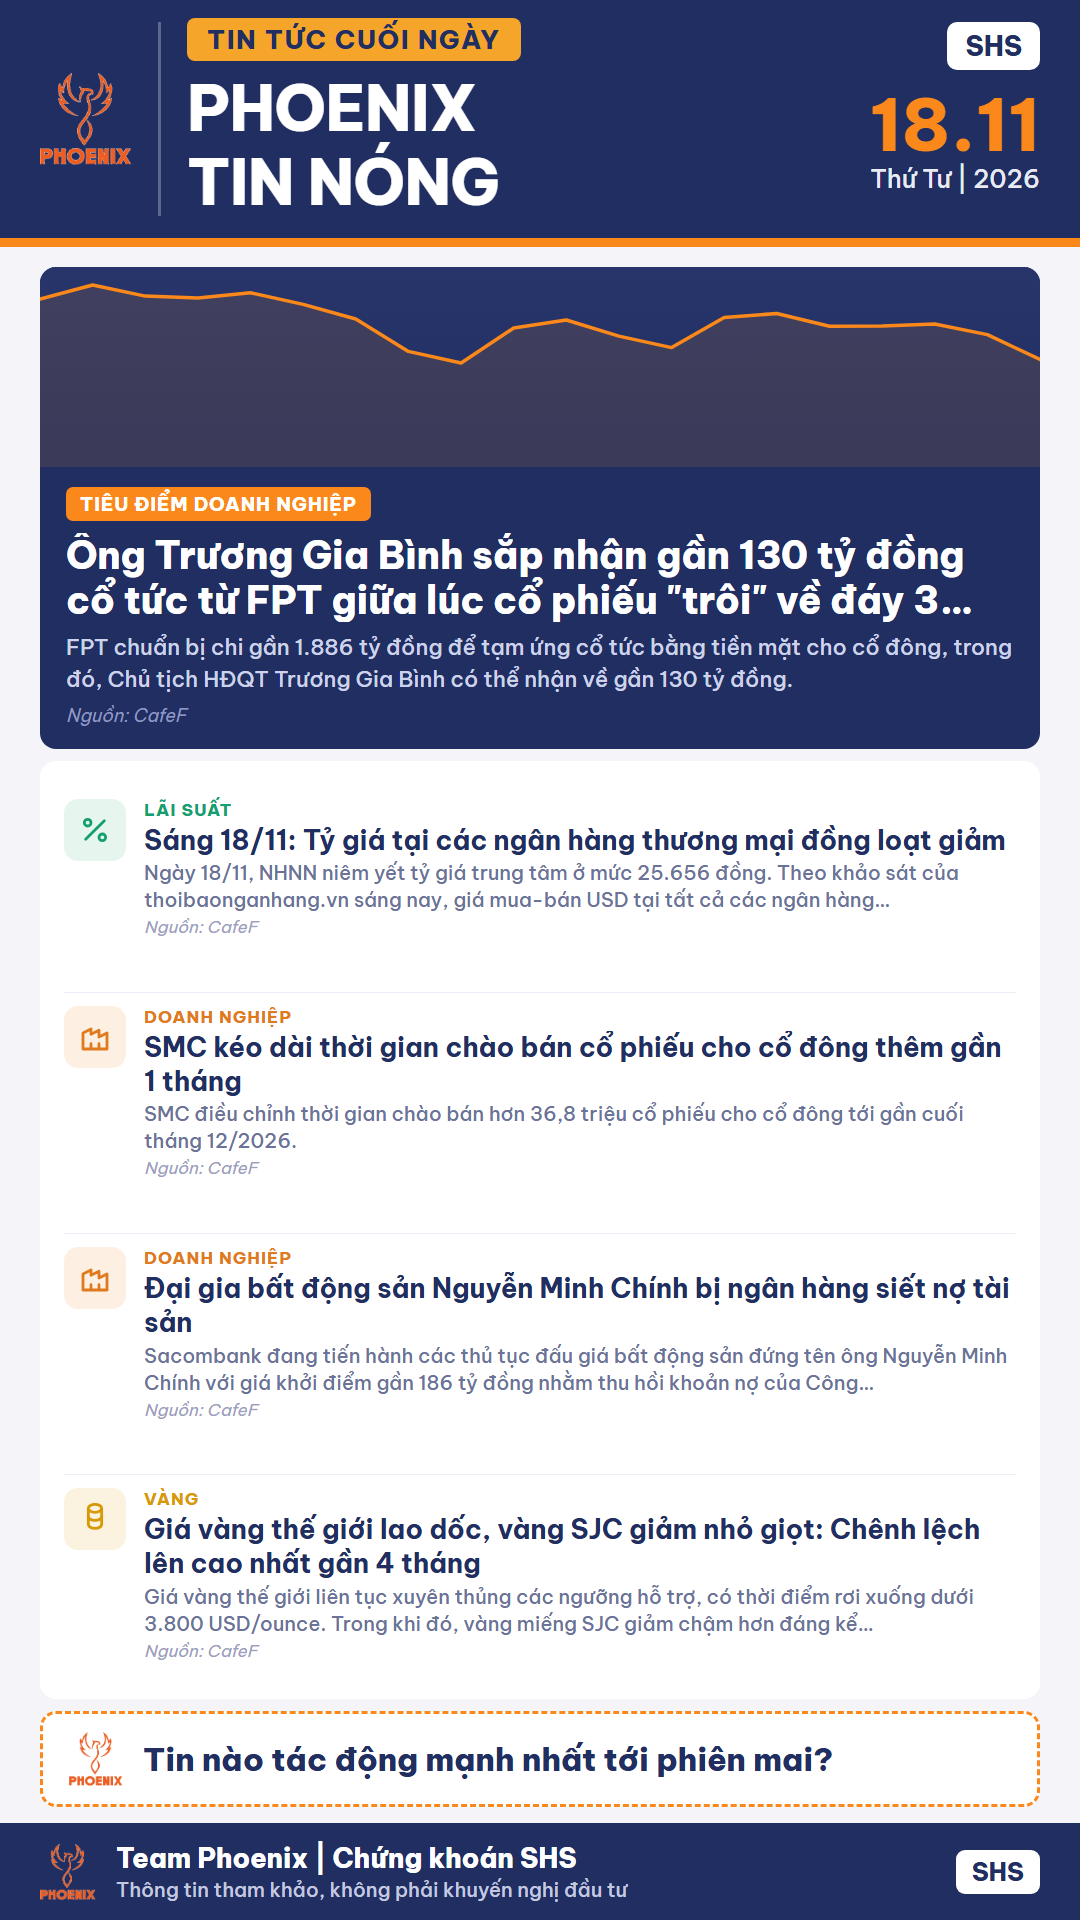 TIN TỨC CUỐI NGÀY
PHOENIX
TIN NÓNG
PHOENIX
SHS
18.11
Thứ Tư | 2026
TIÊU ĐIỂM DOANH NGHIỆP
Ông Trương Gia Bình sắp nhận gần 130 tỷ đồng
cổ tức từ FPT giữa lúc cổ phiếu "trôi" về đáy 3...
FPT chuẩn bị chi gần 1.886 tỷ đồng để tạm ứng cổ tức bằng tiền mặt cho cổ đông, trong
đó, Chủ tịch HĐQT Trương Gia Bình có thể nhận về gần 130 tỷ đồng.
Nguồn: CafeF
LÃI SUẤT
Sáng 18/11: Tỷ giá tại các ngân hàng thương mại đồng loạt giảm
Ngày 18/11, NHNN niêm yết tỷ giá trung tâm ở mức 25.656 đồng. Theo khảo sát của
thoibaonganhang.vn sáng nay, giá mua-bán USD tại tất cả các ngân hàng...
Nguồn: CafeF
DOANH NGHIỆP
SMC kéo dài thời gian chào bán cổ phiếu cho cổ đông thêm gần
1 tháng
SMC điều chỉnh thời gian chào bán hơn 36,8 triệu cổ phiếu cho cổ đông tới gần cuối
tháng 12/2026.
Nguồn: CafeF
DOANH NGHIỆP
Đại gia bất động sản Nguyễn Minh Chính bị ngân hàng siết nợ tài
sản
Sacombank đang tiến hành các thủ tục đấu giá bất động sản đứng tên ông Nguyễn Minh
Chính với giá khởi điểm gần 186 tỷ đồng nhằm thu hồi khoản nợ của Công...
Nguồn: CafeF
VÀNG
Giá vàng thế giới lao dốc, vàng SJC giảm nhỏ giọt: Chênh lệch
lên cao nhất gần 4 tháng
Giá vàng thế giới liên tục xuyên thủng các ngưỡng hỗ trợ, có thời điểm rơi xuống dưới
3.800 USD/ounce. Trong khi đó, vàng miếng SJC giảm chậm hơn đáng kể...
Nguồn: CafeF
PHOENIX
Tin nào tác động mạnh nhất tới phiên mai?
PHOENIX
Team Phoenix | Chứng khoán SHS
Thông tin tham khảo, không phải khuyến nghị đầu tư
SHS